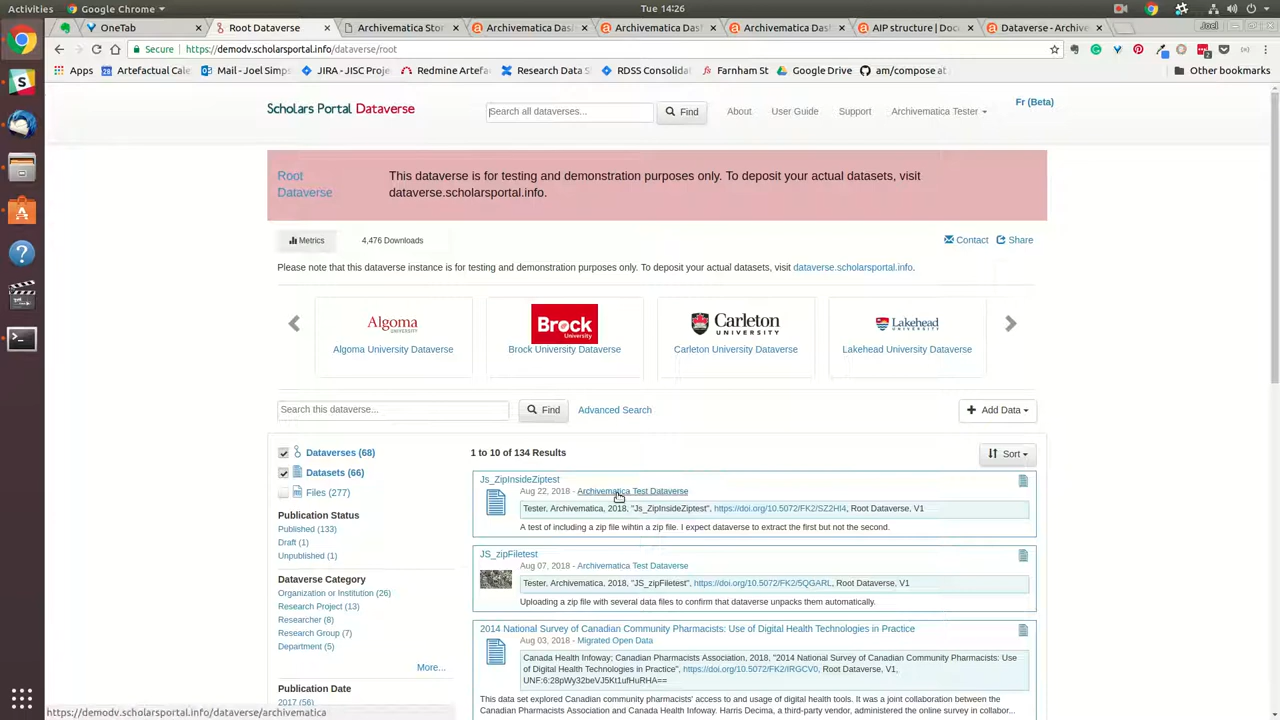 Activities
Google Chrome
Tue 14:26
OneTab
Root Dataverse
Archivematica Stor
Archivematica Das
Archivematica Das
Archivematica Das
AIP structure | Doc
Dataverse - Archive
Joel
Secure
https://demodv.scholarsportal.info/dataverse/root
Apps
Artefactual Cal
Mail - Joel Simps
JIRA - JISC Proje
Redmine Artefa
Research Data S
RDSS Consolidat
Farnham St
Google Drive
am/compose at
Other bookmarks
Scholars Portal Dataverse
Search all dataverses...
Find
About
User Guide
Support
Archivematica Tester
Fr (Beta)
Root
Dataverse
This dataverse is for testing and demonstration purposes only. To deposit your actual datasets, visit
dataverse.scholarsportal.info.
Metrics
4,476 Downloads
Contact
Share
Please note that this dataverse instance is for testing and demonstration purposes only. To deposit your actual datasets, visit dataverse.scholarsportal.info.
Algoma
UNIVERSITY
Brock
University
Carleton
UNIVERSITY
Lakehead
UNIVERSITY
Algoma University Dataverse
Brock University Dataverse
Carleton University Dataverse
Lakehead University Dataverse
Search this dataverse...
Find
Advanced Search
Add Data
Dataverses (68)
Datasets (66)
Files (277)
Publication Status
Published (133)
Draft (1)
Unpublished (1)
Dataverse Category
Organization or Institution (26)
Research Project (13)
Researcher (8)
Research Group (7)
Department (5)
More...
Publication Date
2017 (56)
1 to 10 of 134 Results
Sort
Js_ZipInsideZiptest
Aug 22, 2018 - Archivematica Test Dataverse
Tester, Archivematica, 2018, "Js_ZipInsideZiptest", https://doi.org/10.5072/FK2/SZ2HI4, Root Dataverse, V1
A test of including a zip file wihtin a zip file. I expect dataverse to extract the first but not the second.
JS_zipFiletest
Aug 07, 2018 - Archivematica Test Dataverse
Tester, Archivematica, 2018, "JS_zipFiletest", https://doi.org/10.5072/FK2/5QGARL, Root Dataverse, V1
Uploading a zip file with several data files to confirm that dataverse unpacks them automatically.
2014 National Survey of Canadian Community Pharmacists: Use of Digital Health Technologies in Practice
Aug 03, 2018 - Migrated Open Data
Canada Health Infoway; Canadian Pharmacists Association, 2018, "2014 National Survey of Canadian Community Pharmacists: Use
of Digital Health Technologies in Practice", https://doi.org/10.5072/FK2/IRGCV0, Root Dataverse, V1,
UNF:6:28pWy32beVJ5Kt1ufHuRHA==
This data set explored Canadian community pharmacists' access to and usage of digital health tools. It was a joint collaboration between the
Canadian Pharmacists Association and Canada Health Infoway. Harris Decima, a third-party vendor, administered the online survey in collabor...
https://demodv.scholarsportal.info/dataverse/archivematica